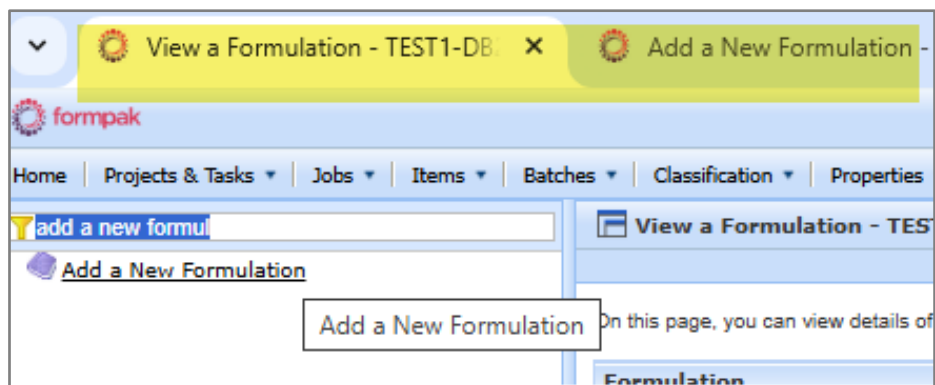 View a Formulation - TEST1-DB
Add a New Formulation -
formpak
Home Projects & Tasks Jobs Items Batches Classification Properties
add a new formul
View a Formulation - TES
Add a New Formulation
Add a New Formulation
On this page, you can view details of
Formulation